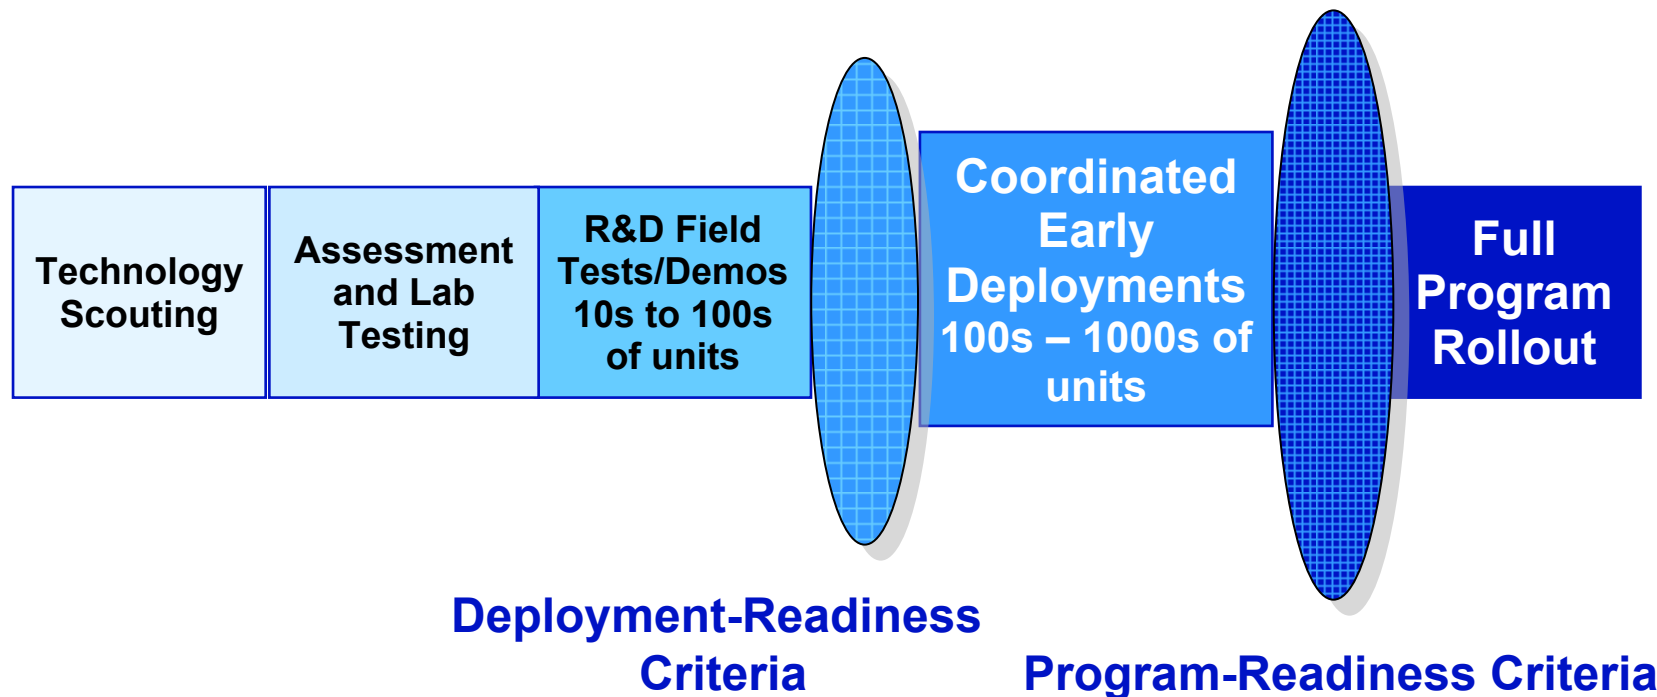 Technology
Scouting
Assessment
and Lab
Testing
R&D Field
Tests/Demos
10s to 100s
of units
Coordinated
Early
Deployments
100s – 1000s of
units
Full
Program
Rollout
Deployment-Readiness
Criteria
Program-Readiness Criteria